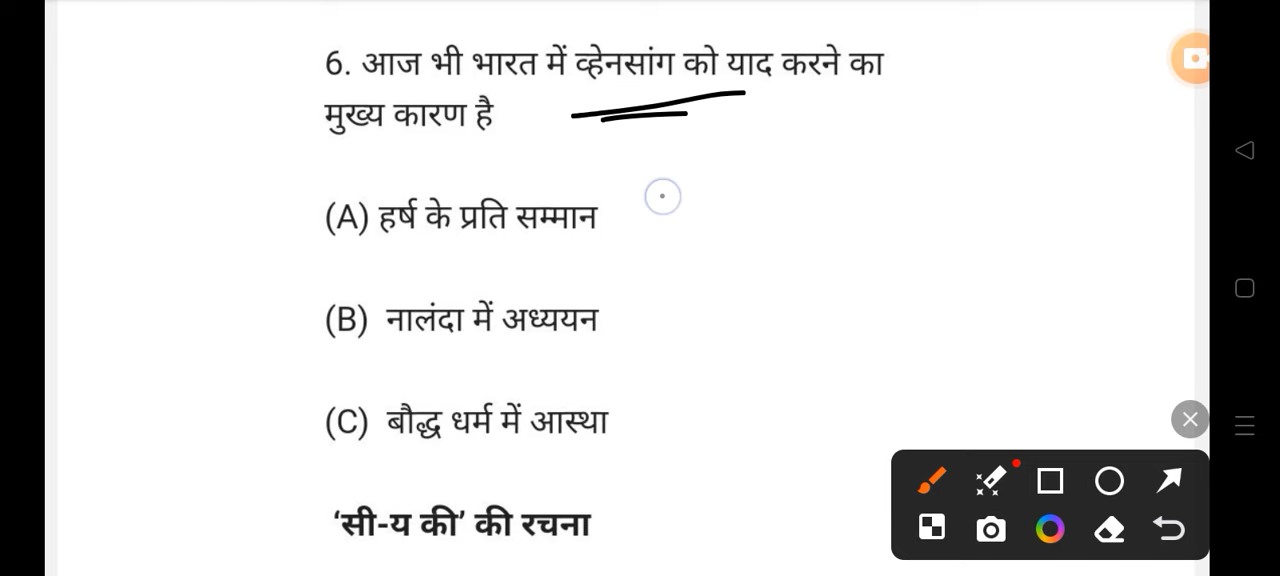 6. आज भी भारत में व्हेनसांग को याद करने का
मुख्य कारण है
(A) हर्ष के प्रति सम्मान
(B) नालंदा में अध्ययन
(C) बौद्ध धर्म में आस्था
‘सी-य की’ की रचना